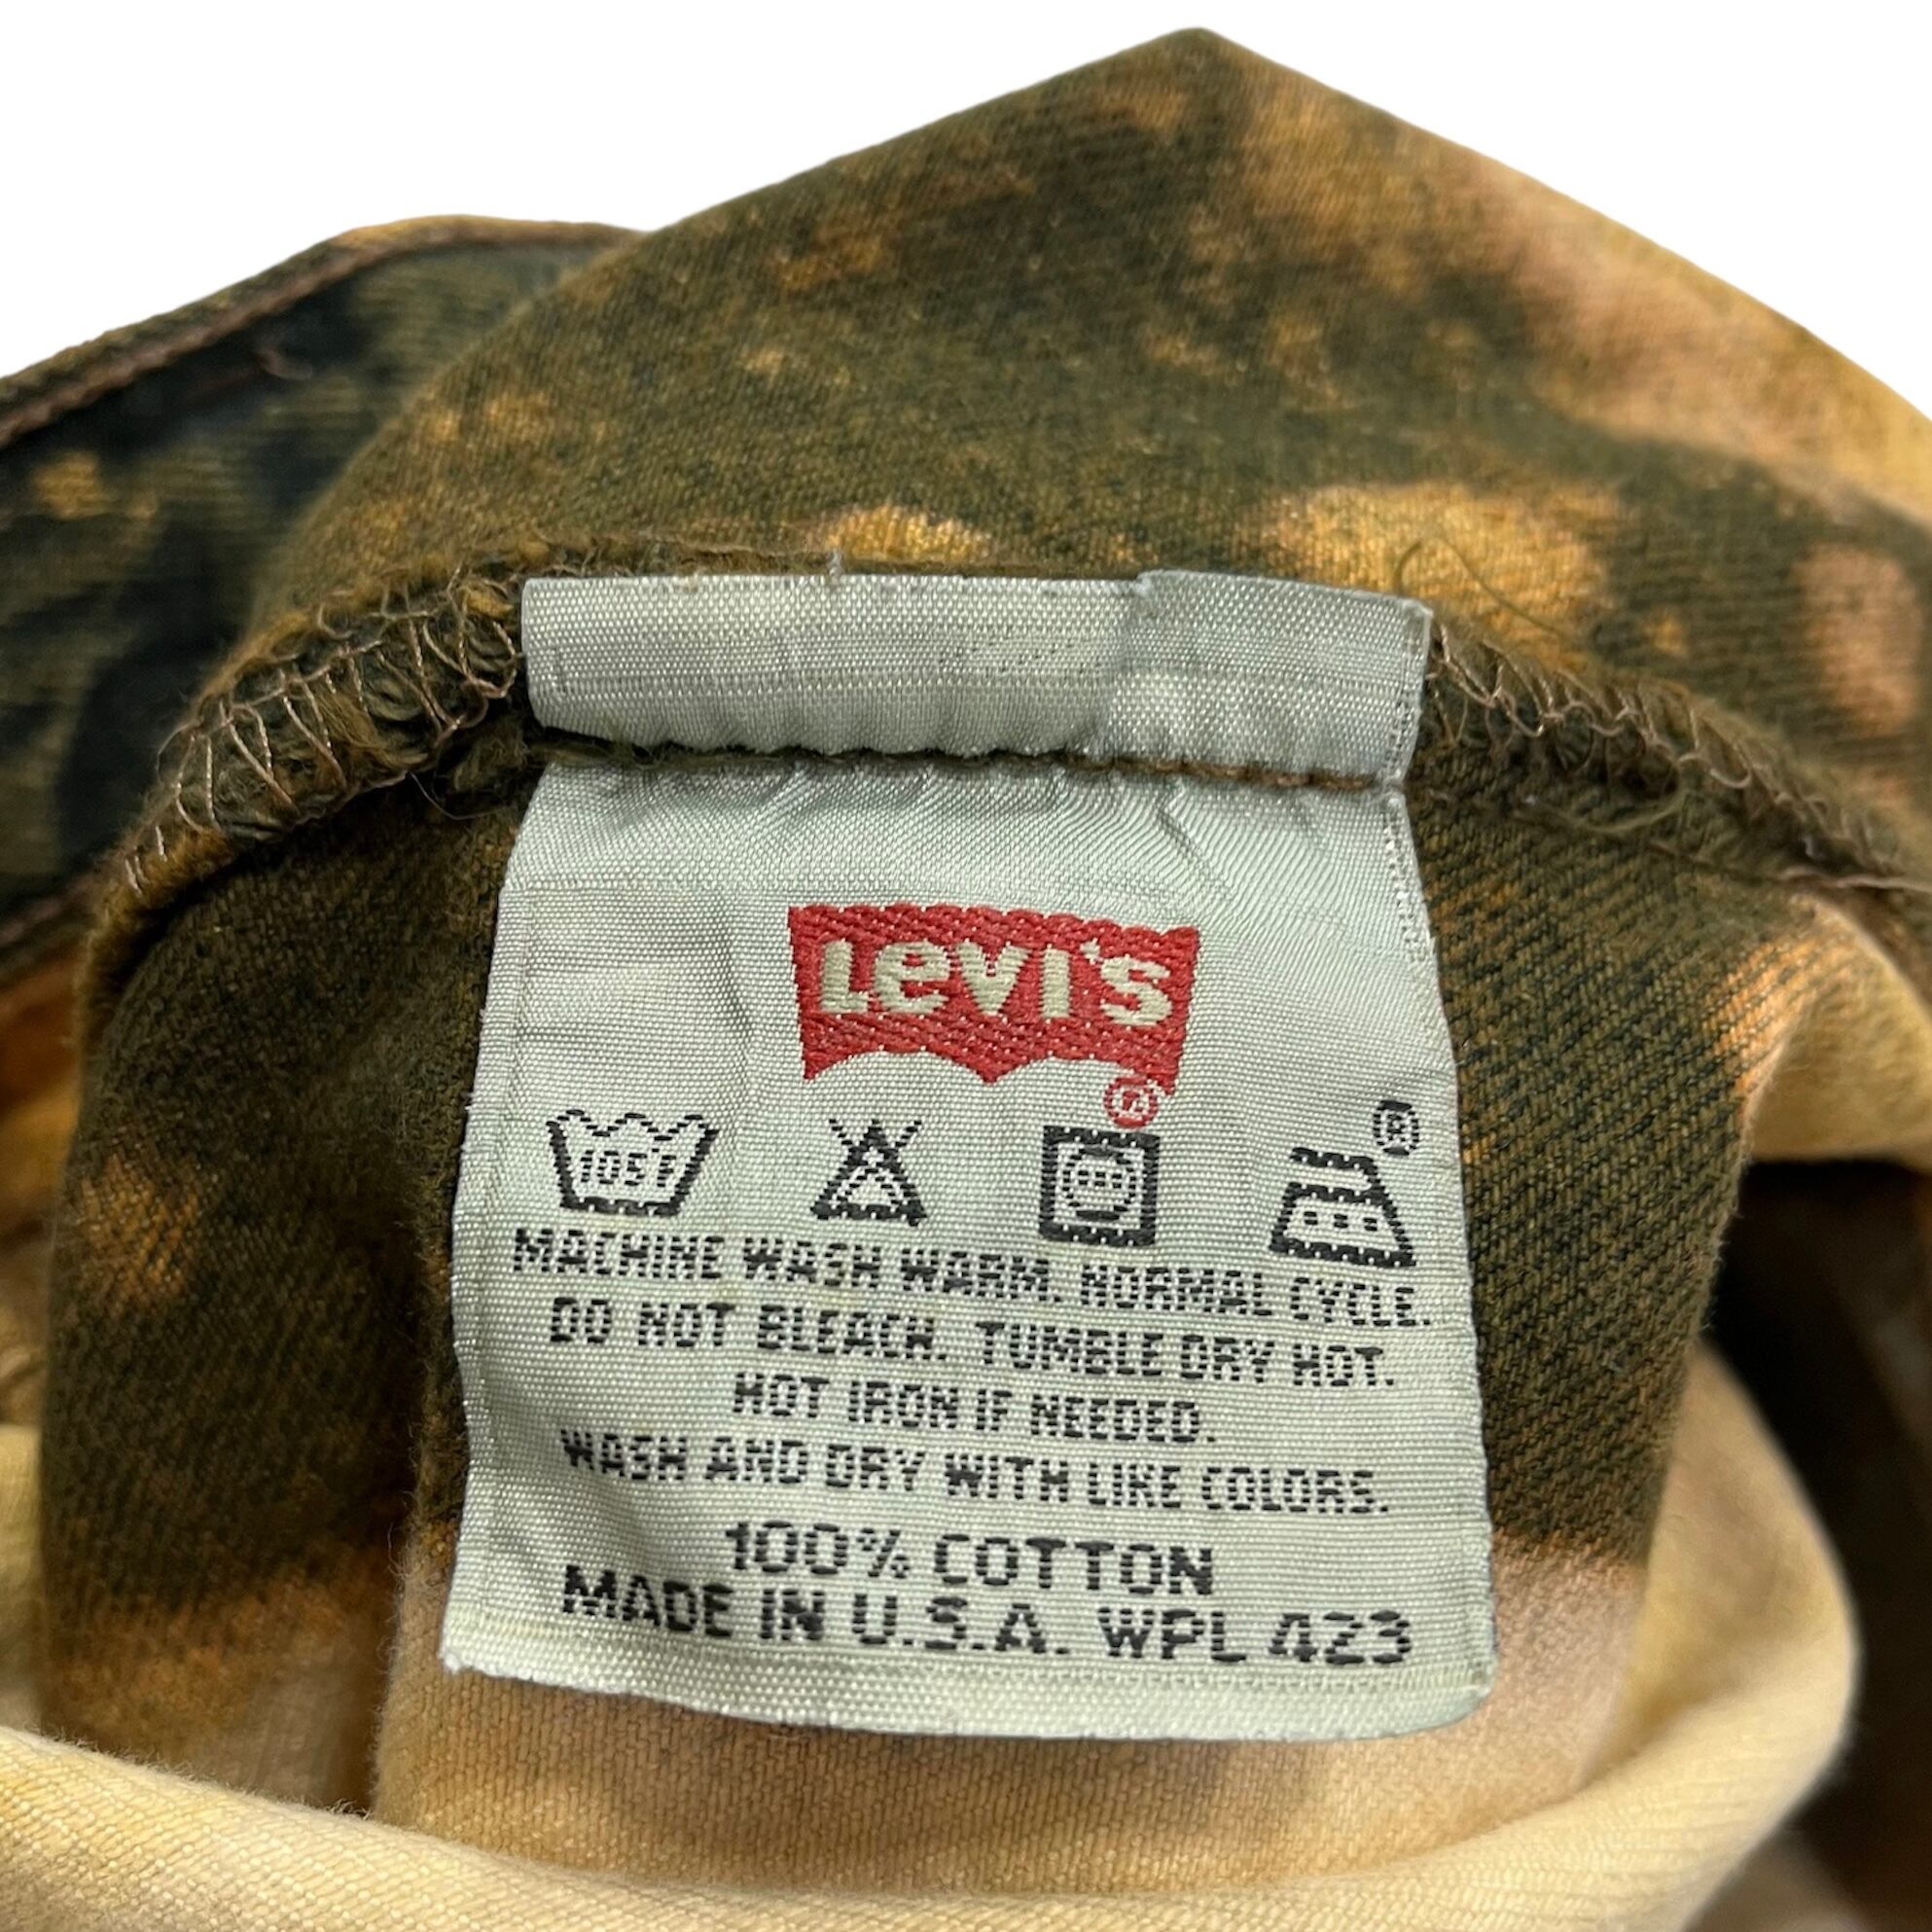 LEVI'S
®
®
105°F
MACHINE WASH WARM. NORMAL CYCLE.
DO NOT BLEACH. TUMBLE DRY HOT.
HOT IRON IF NEEDED.
WASH AND DRY WITH LIKE COLORS.
100% COTTON
MADE IN U.S.A. WPL 423